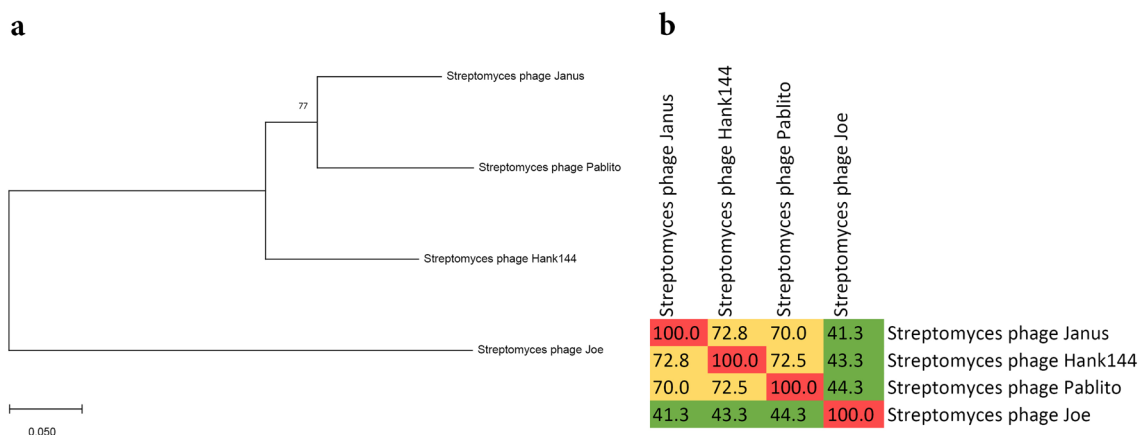 a
Streptomyces phage Janus
77
Streptomyces phage Pablito
Streptomyces phage Hank144
Streptomyces phage Joe
0.050
b
Streptomyces phage Janus
Streptomyces phage Hank144
Streptomyces phage Pablito
Streptomyces phage Joe
100.0 72.8 70.0 41.3 Streptomyces phage Janus
72.8 100.0 72.5 43.3 Streptomyces phage Hank144
70.0 72.5 100.0 44.3 Streptomyces phage Pablito
41.3 43.3 44.3 100.0 Streptomyces phage Joe